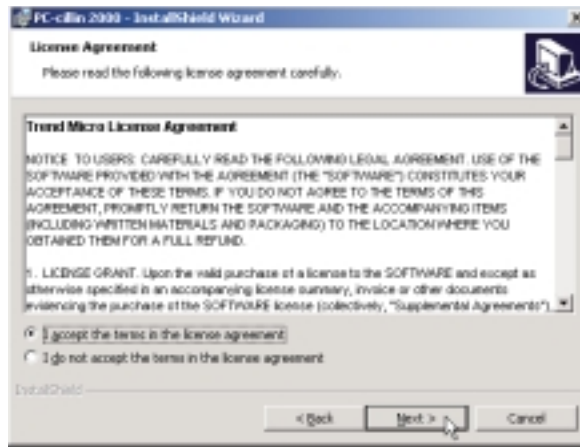 PC-cillin 2000 - InstallShield Wizard
License Agreement
Please read the following license agreement carefully.
Trend Micro License Agreement
NOTICE TO USERS: CAREFULLY READ THE FOLLOWING LEGAL AGREEMENT. USE OF THE
SOFTWARE PROVIDED WITH THE AGREEMENT (THE "SOFTWARE") CONSTITUTES YOUR
ACCEPTANCE OF THESE TERMS. IF YOU DO NOT AGREE TO THE TERMS OF THIS
AGREEMENT, PROMPTLY RETURN THE SOFTWARE AND THE ACCOMPANYING ITEMS
(INCLUDING WRITTEN MATERIALS AND PACKAGING) TO THE LOCATION WHERE YOU
OBTAINED THEM FOR A FULL REFUND.
1. LICENSE GRANT. Upon the valid purchase of a license to the SOFTWARE and except as
otherwise specified in an accompanying license summary, invoice or other documents
evidencing the purchase of the SOFTWARE license (collectively, "Supplemental Agreements"),
I accept the terms in the license agreement
I do not accept the terms in the license agreement
InstallShield
< Back Next > Cancel